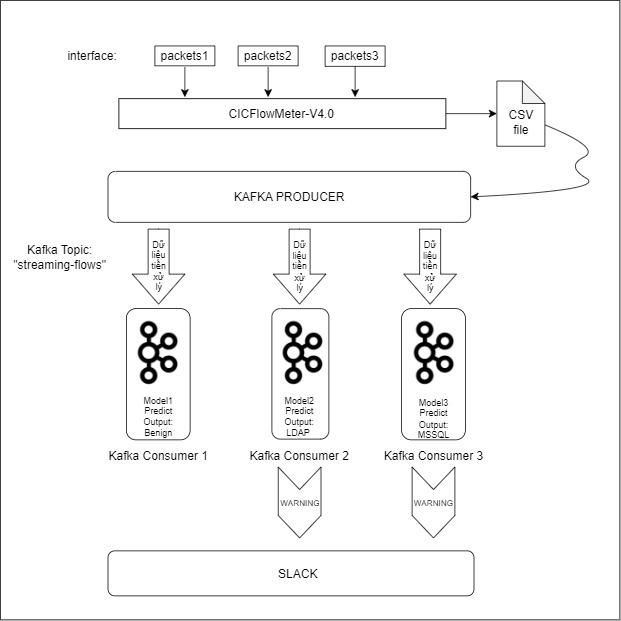 interface:
packets1
packets2
packets3
CICFlowMeter-V4.0
CSV
file
KAFKA PRODUCER
Kafka Topic:
"streaming-flows"
Dữ
liệu
tiền
xử
lý
Dữ
liệu
tiền
xử
lý
Dữ
liệu
tiền
xử
lý
Model1
Predict
Output:
Benign
Model2
Predict
Output:
LDAP
Model3
Predict
Output:
MSSQL
Kafka Consumer 1
Kafka Consumer 2
Kafka Consumer 3
WARNING
WARNING
SLACK